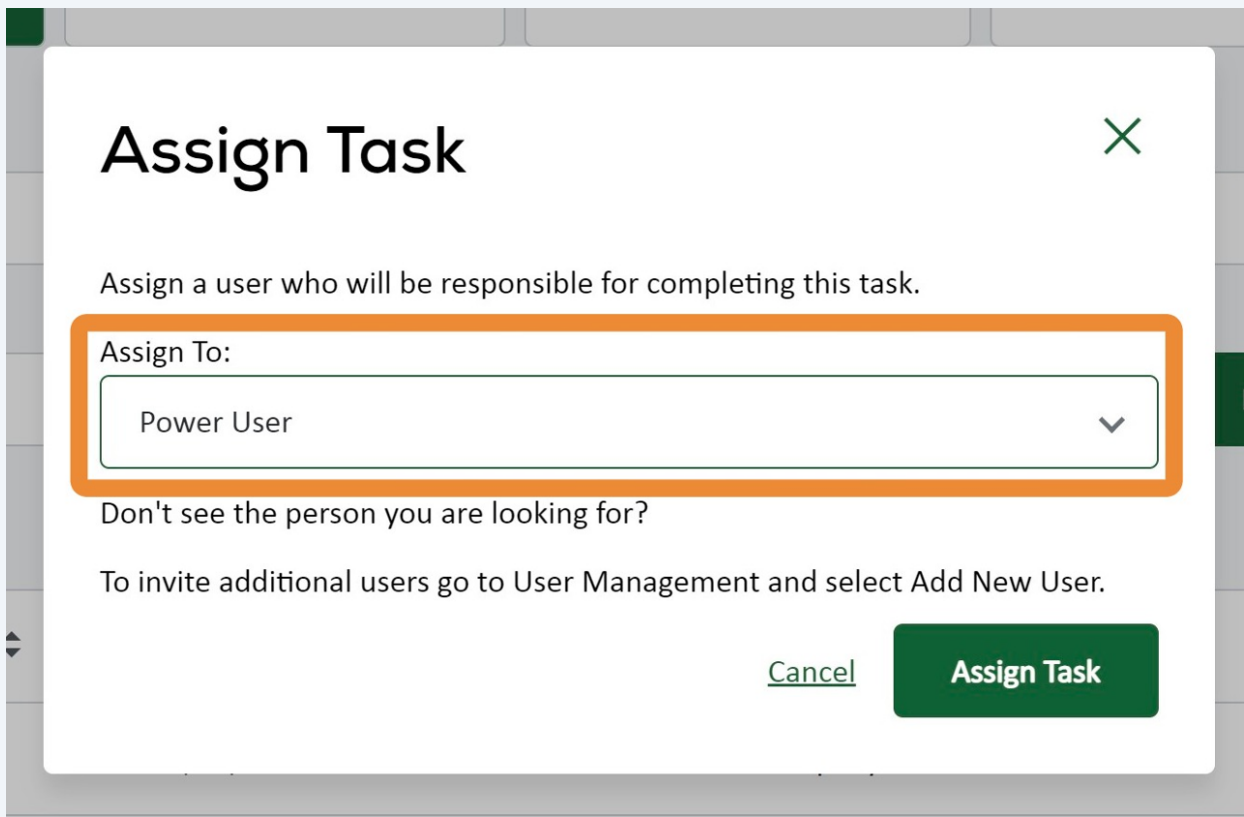 Assign Task
Assign a user who will be responsible for completing this task.
Assign To:
Power User
Don't see the person you are looking for?
To invite additional users go to User Management and select Add New User.
Cancel
Assign Task